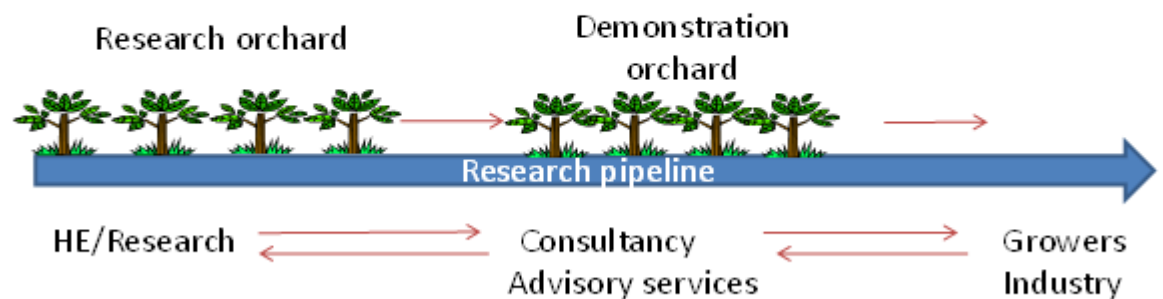 Research orchard
Demonstration
orchard
Research pipeline
HE/Research
Consultancy
Advisory services
Growers
Industry